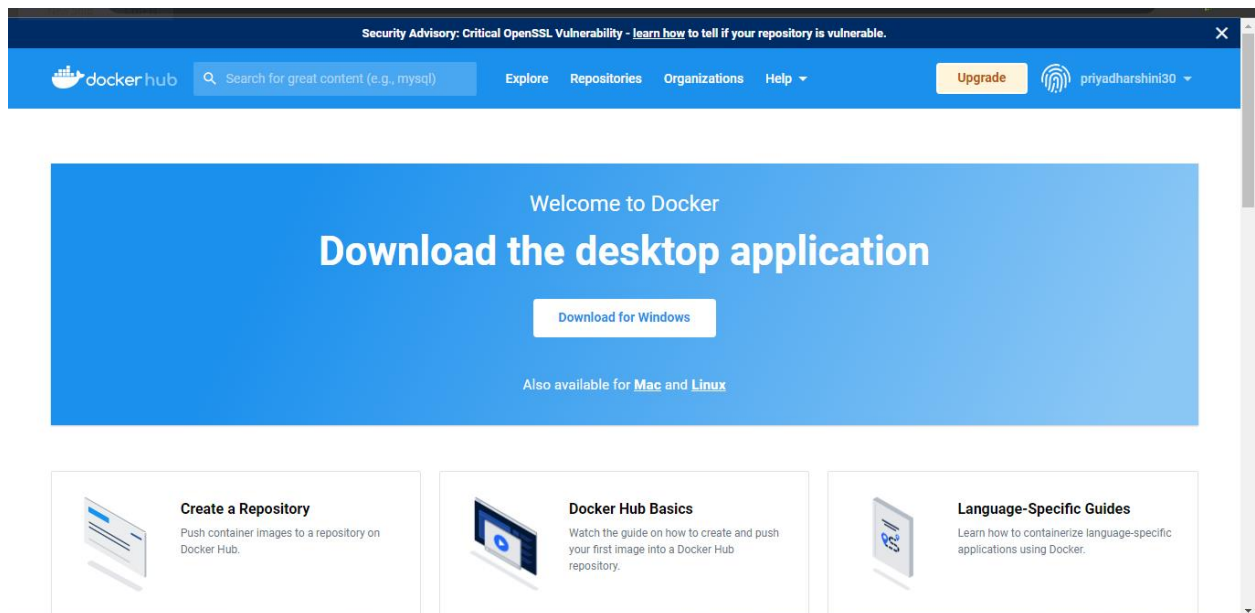 Security Advisory: Critical OpenSSL Vulnerability - learn how to tell if your repository is vulnerable.
dockerhub Search for great content (e.g., mysql) Explore Repositories Organizations Help Upgrade priyadharshini30
Welcome to Docker
Download the desktop application
Download for Windows
Also available for Mac and Linux
Create a Repository
Push container images to a repository on
Docker Hub.
Docker Hub Basics
Watch the guide on how to create and push
your first image into a Docker Hub
repository.
Language-Specific Guides
Learn how to containerize language-specific
applications using Docker.